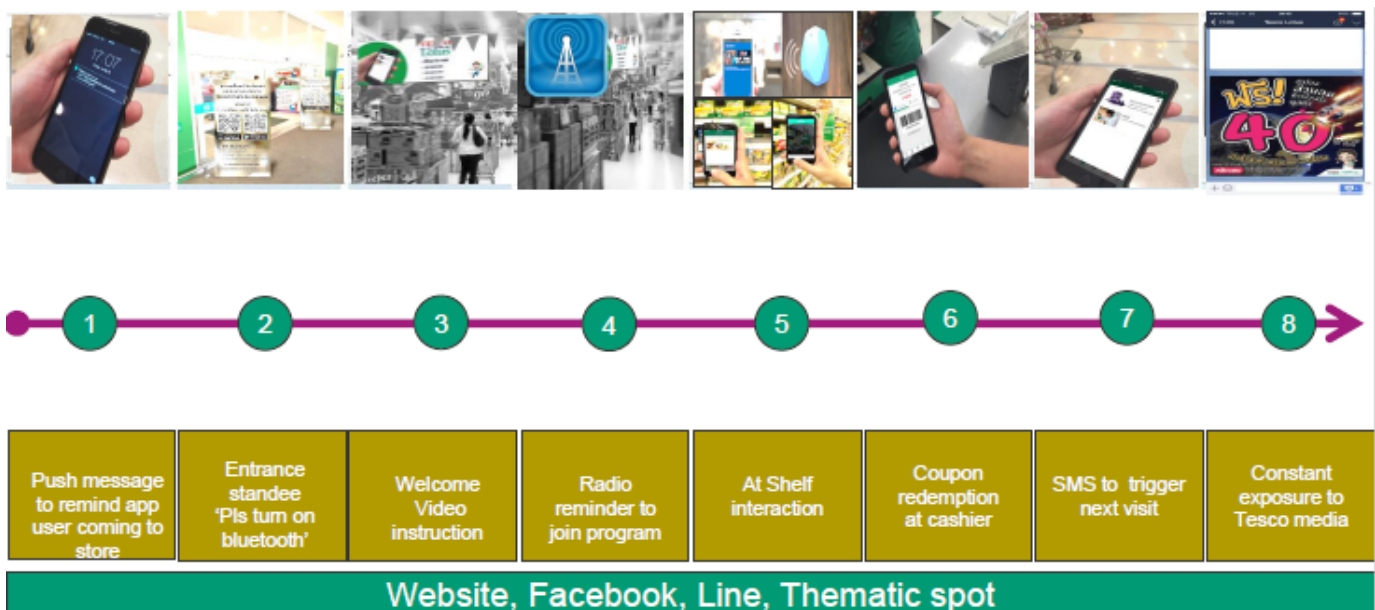 17:07
Tesco Lotus
ฟรี!
40
1
2
3
4
5
6
7
8
Push message
to remind app
user coming to
store
Entrance
standee
'Pls turn on
bluetooth'
Welcome
Video
instruction
Radio
reminder to
join program
At Shelf
interaction
Coupon
redemption
at cashier
SMS to trigger
next visit
Constant
exposure to
Tesco media
Website, Facebook, Line, Thematic spot